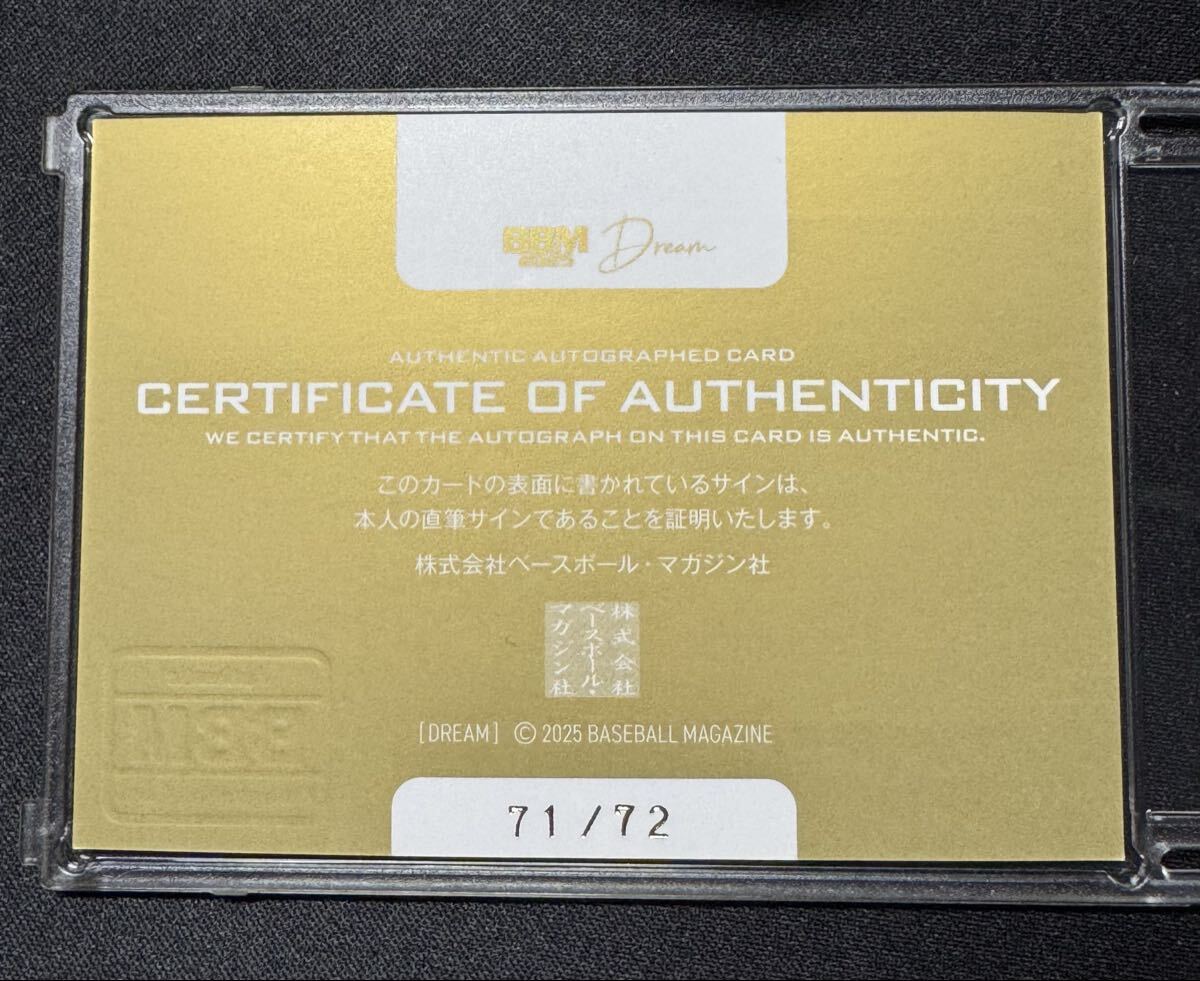 BBM Dream
2025
AUTHENTIC AUTOGRAPHED CARD
CERTIFICATE OF AUTHENTICITY
WE CERTIFY THAT THE AUTOGRAPH ON THIS CARD IS AUTHENTIC.
このカードの表面に書かれているサインは、
本人の直筆サインであることを証明いたします。
株式会社ベースボール・マガジン社
株式会社
ベースボール・
マガジン社
[DREAM] © 2025 BASEBALL MAGAZINE
71/72